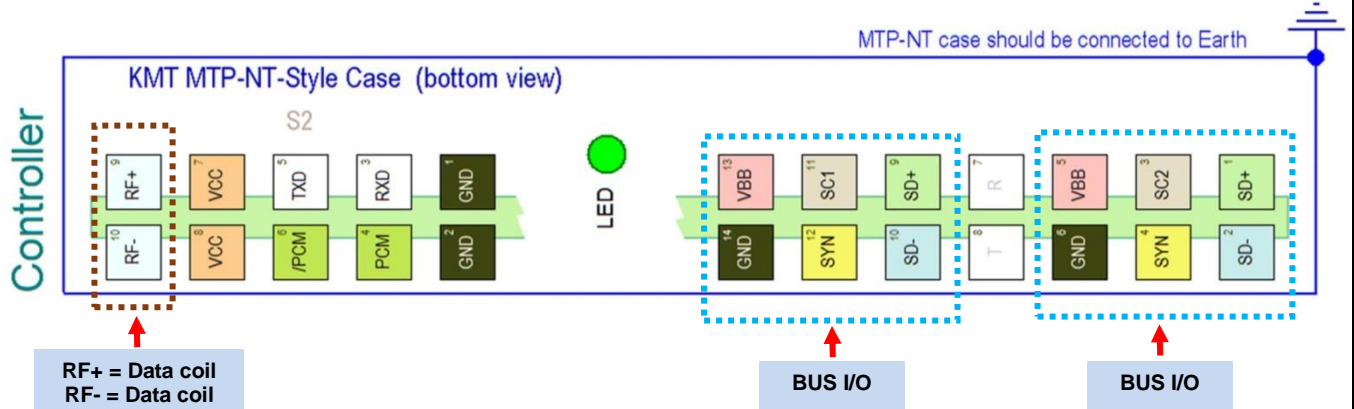 MTP-NT case should be connected to Earth
KMT MTP-NT-Style Case (bottom view)
Controller
S2
9 RF+
7 VCC
5 TXD
3 RXD
1 GND
LED
13 VBB
11 SC1
9 SD+
7 R
5 VBB
3 SC2
1 SD+
10 RF-
8 VCC
6 /PCM
4 PCM
2 GND
14 GND
12 SYN
10 SD-
8 T
6 GND
4 SYN
2 SD-
RF+ = Data coil
RF- = Data coil
BUS I/O
BUS I/O